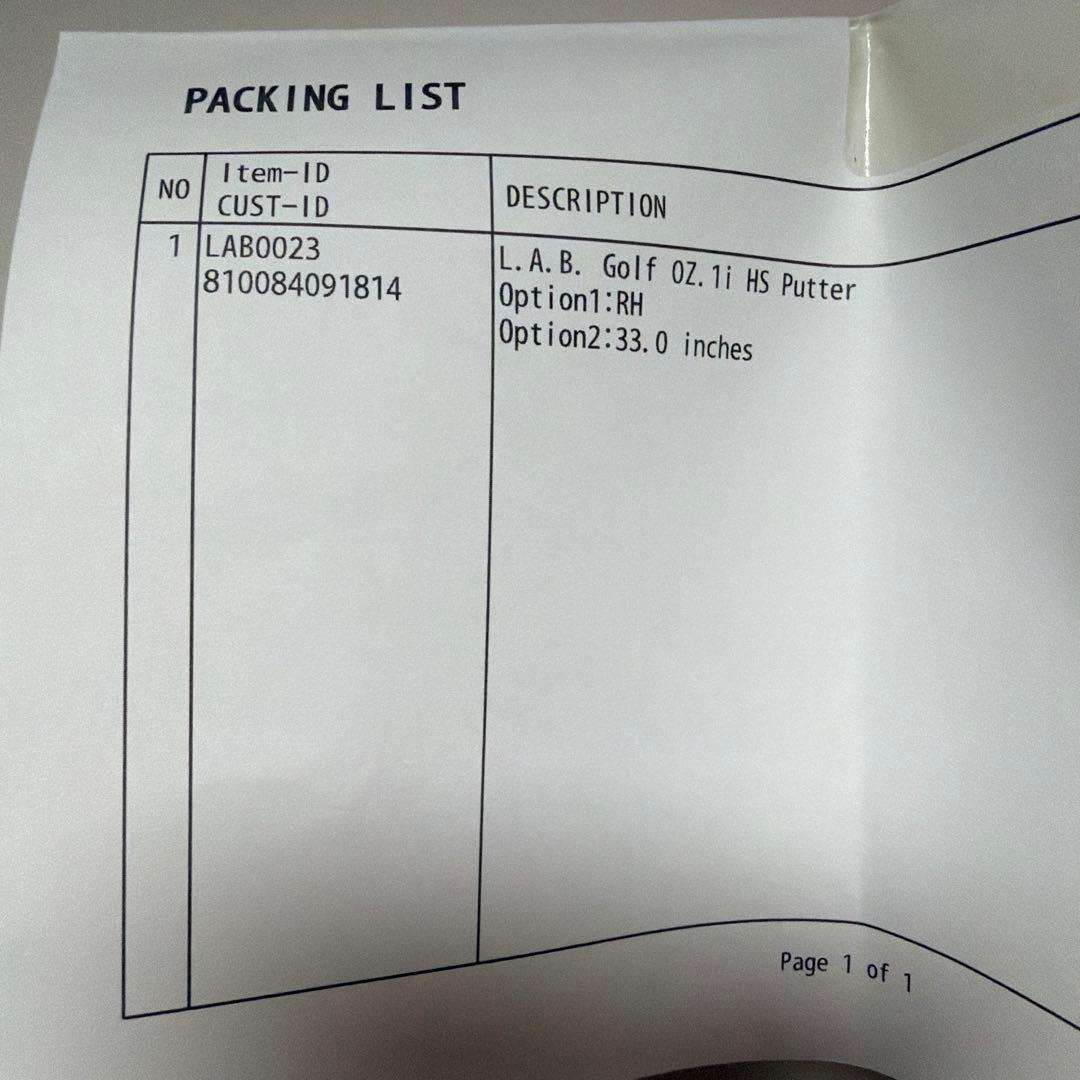 PACKING LIST
NO
Item-ID
CUST-ID
DESCRIPTION
1
LAB0023
810084091814
L.A.B. Golf OZ.1i HS Putter
Option1:RH
Option2:33.0 inches
Page 1 of 1